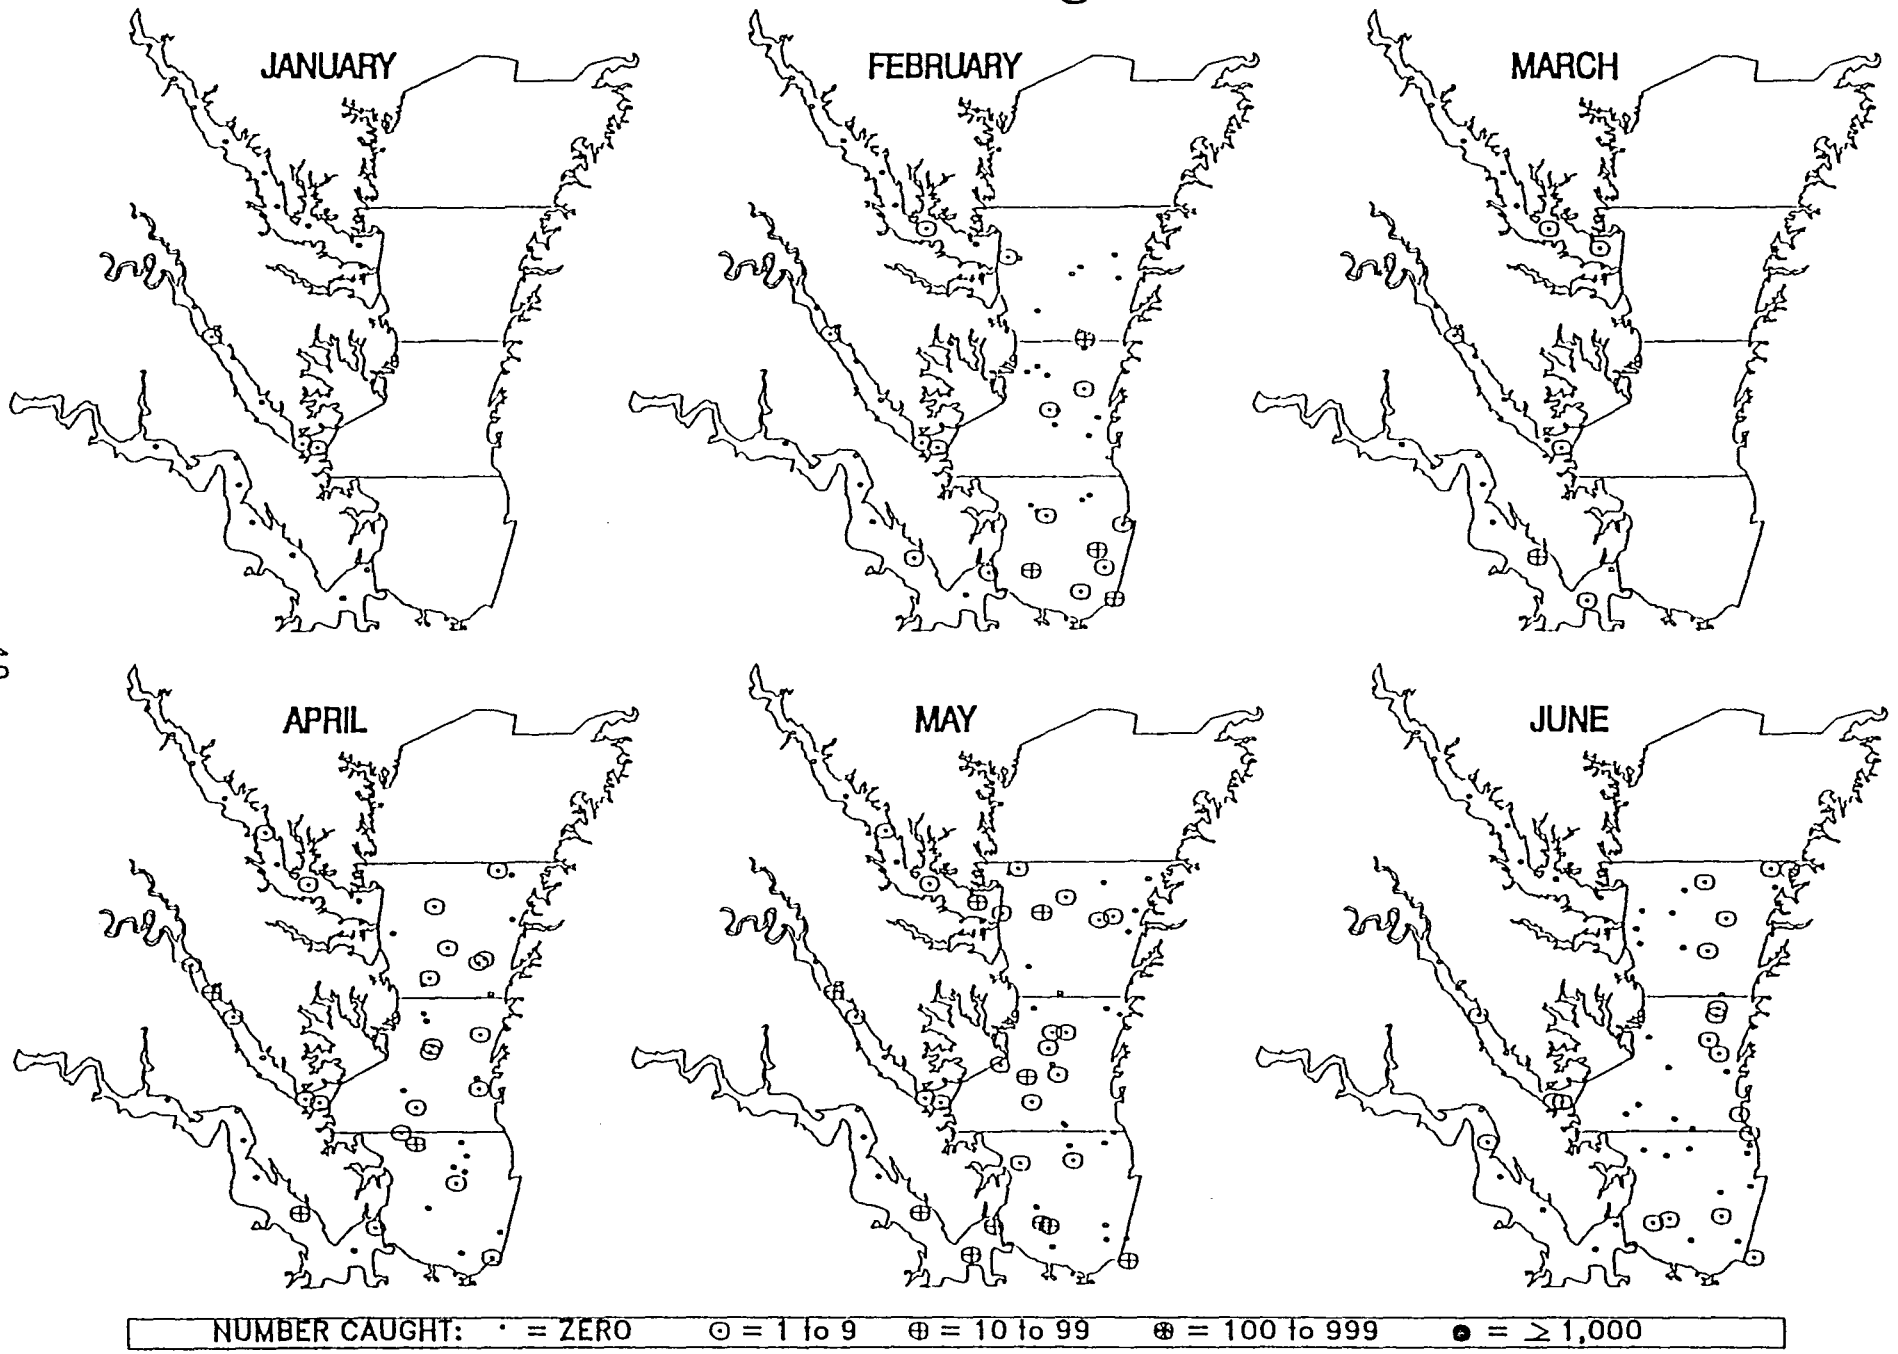 JANUARY
FEBRUARY
MARCH
APRIL
MAY
JUNE
NUMBER CAUGHT: · = ZERO ⊙ = 1 to 9 ⊕ = 10 to 99 ⊛ = 100 to 999 ● = ≥ 1,000